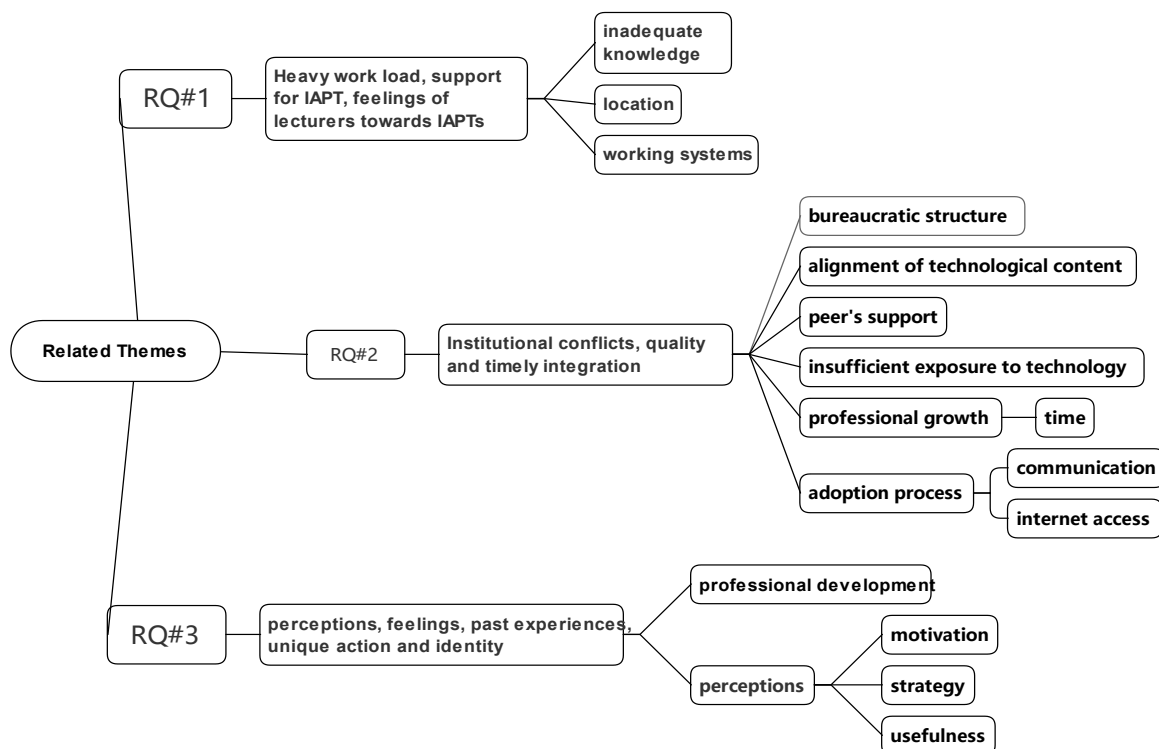 Related Themes
RQ#1
Heavy work load, support
for IAPT, feelings of
lecturers towards IAPTs
inadequate
knowledge
location
working systems
RQ#2
Institutional conflicts, quality
and timely integration
bureaucratic structure
alignment of technological content
peer's support
insufficient exposure to technology
professional growth
time
adoption process
communication
internet access
RQ#3
perceptions, feelings, past experiences,
unique action and identity
professional development
perceptions
motivation
strategy
usefulness